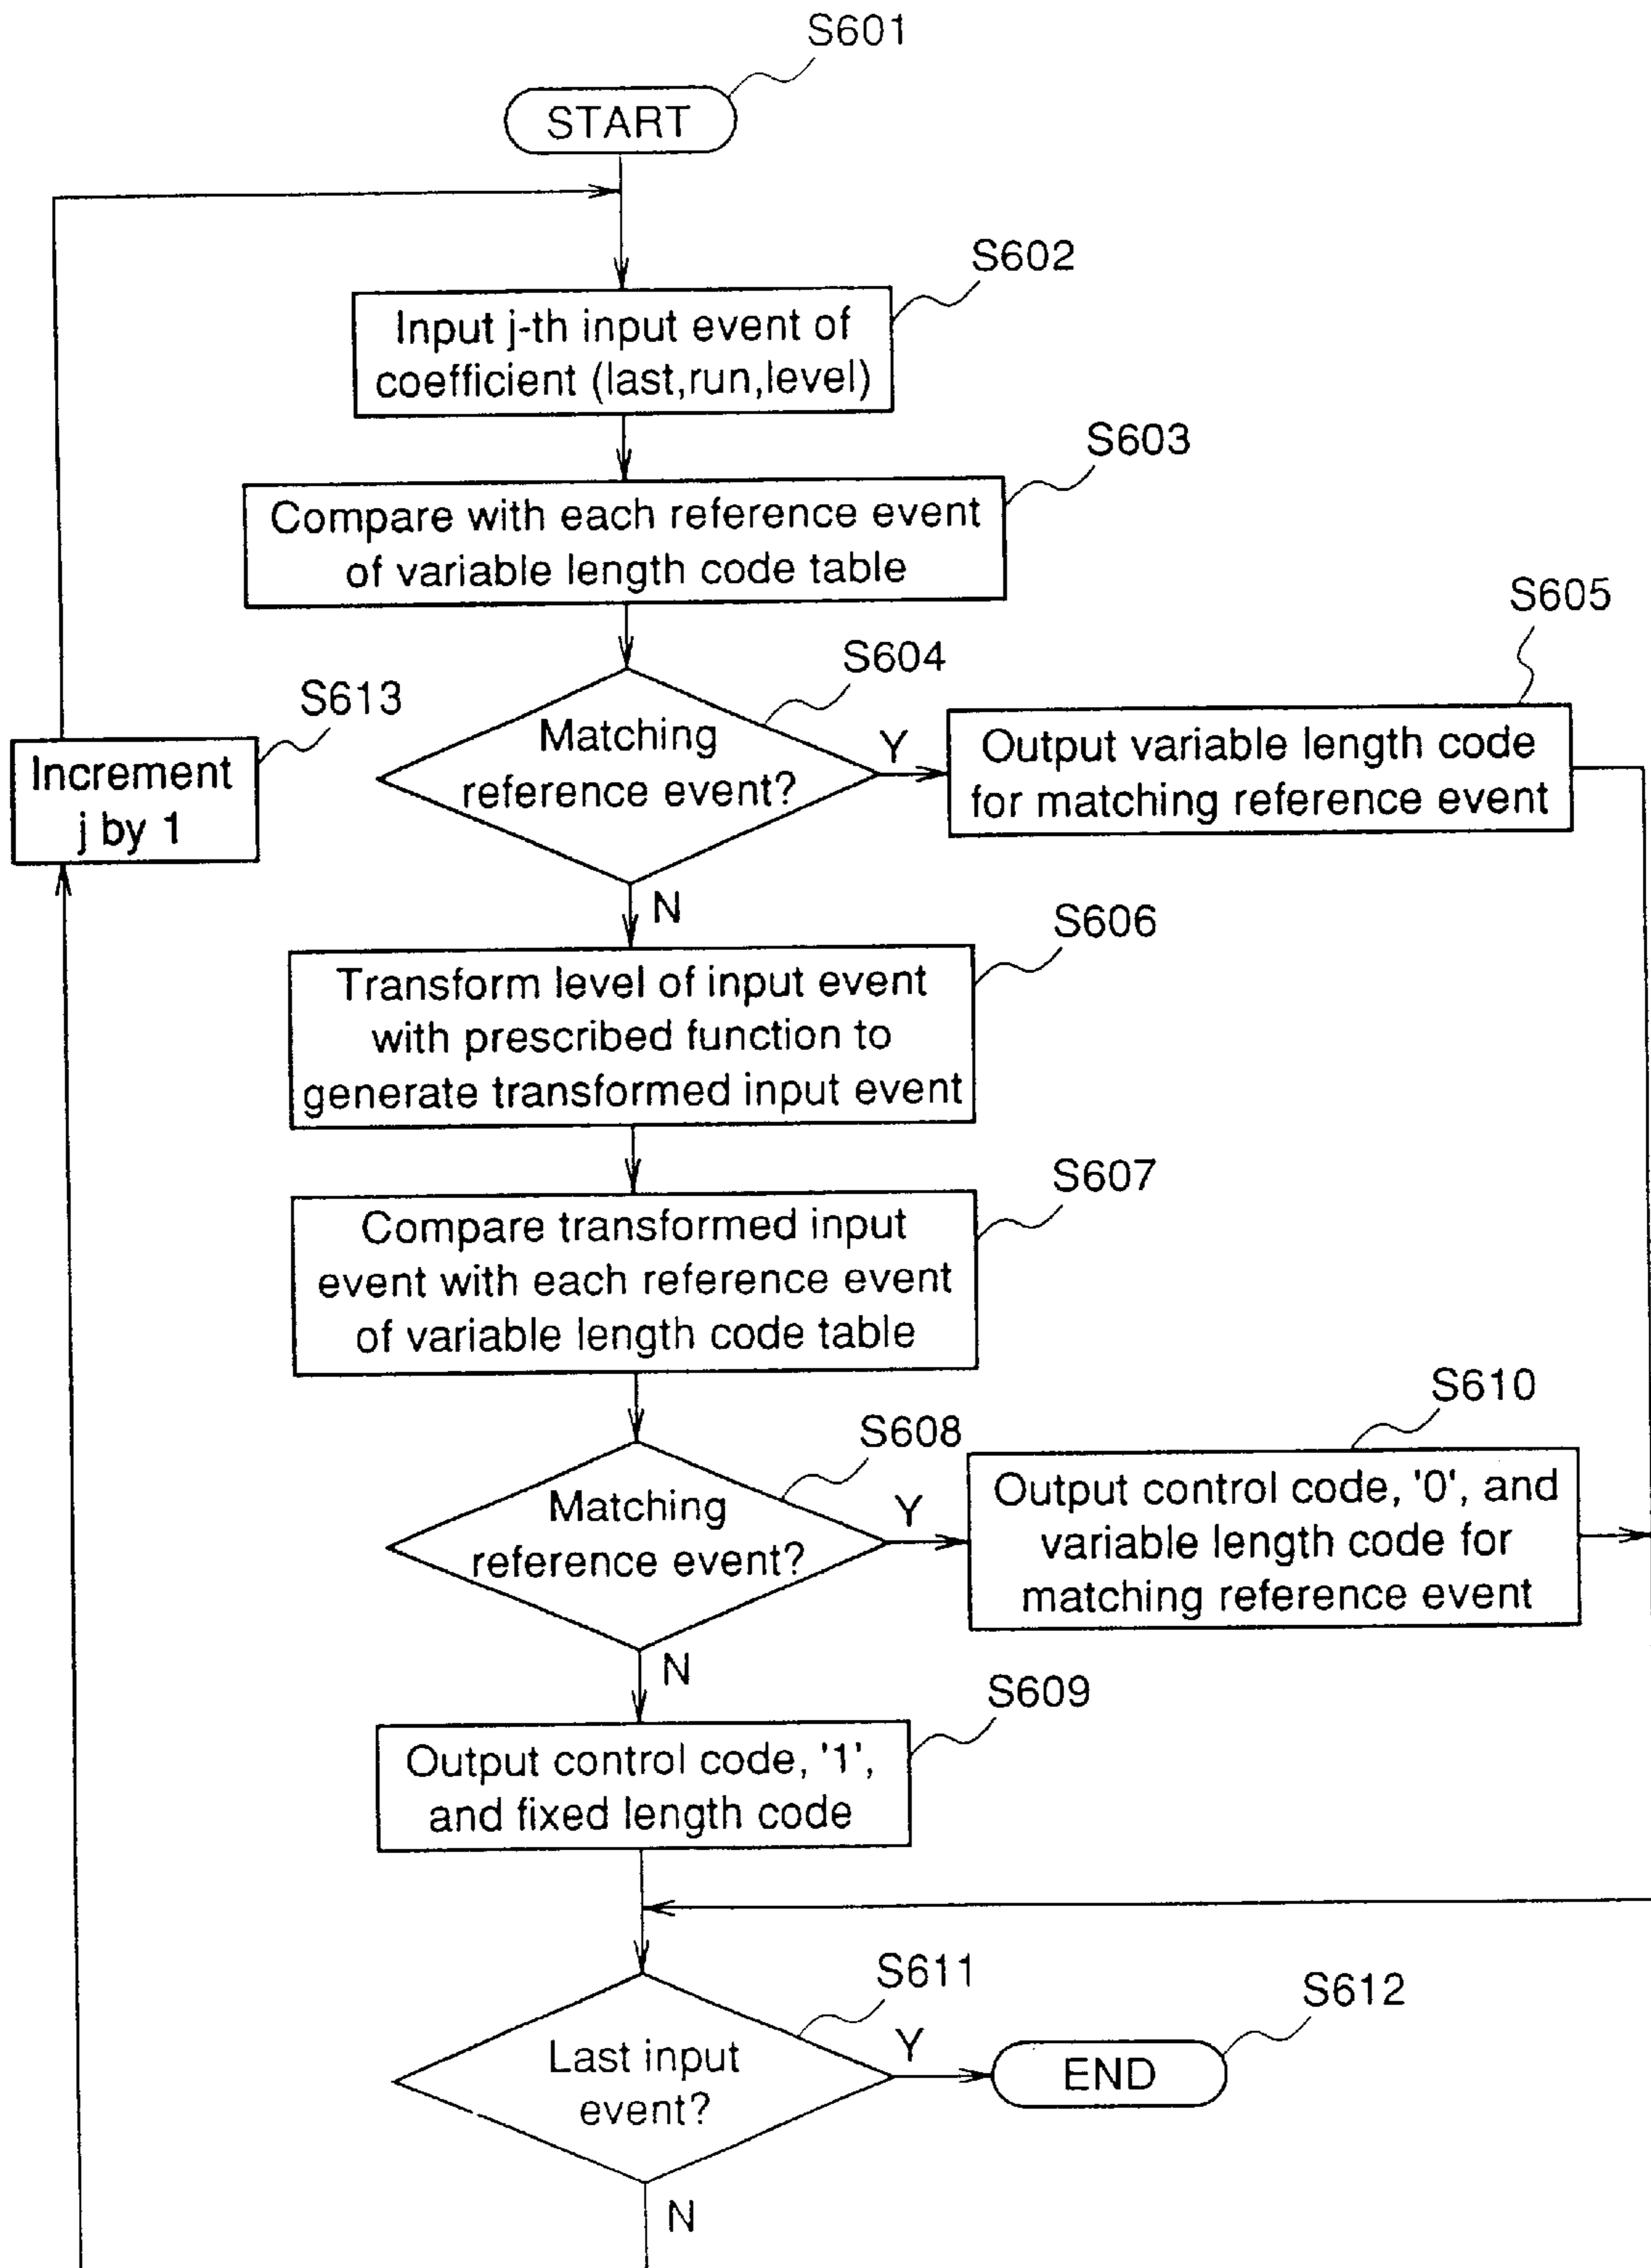 S601
START
S602
Input j-th input event of
coefficient (last,run,level)
S603
Compare with each reference event
of variable length code table
S605
S604
S613
Matching
reference event?
Y
Output variable length code
for matching reference event
Increment
j by 1
N
S606
Transform level of input event
with prescribed function to
generate transformed input event
S607
Compare transformed input
event with each reference event
of variable length code table
S610
S608
Matching
reference event?
Y
Output control code, '0', and
variable length code for
matching reference event
N
S609
Output control code, '1',
and fixed length code
S611
S612
Last input
event?
Y
END
N